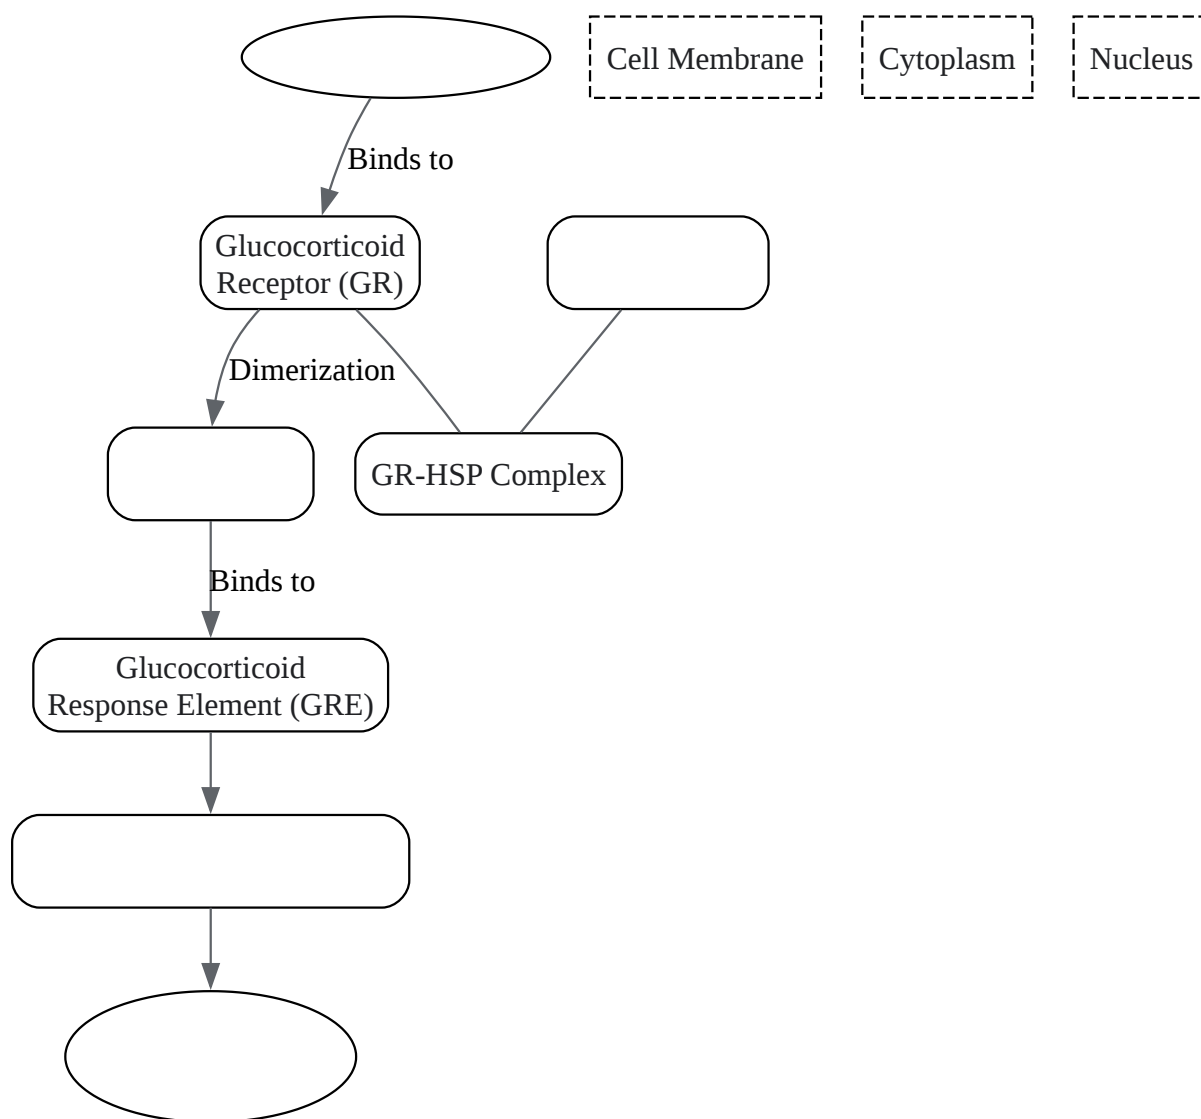 Cell Membrane
Cytoplasm
Nucleus
Binds to
Glucocorticoid
Receptor (GR)
Dimerization
GR-HSP Complex
Binds to
Glucocorticoid
Response Element (GRE)